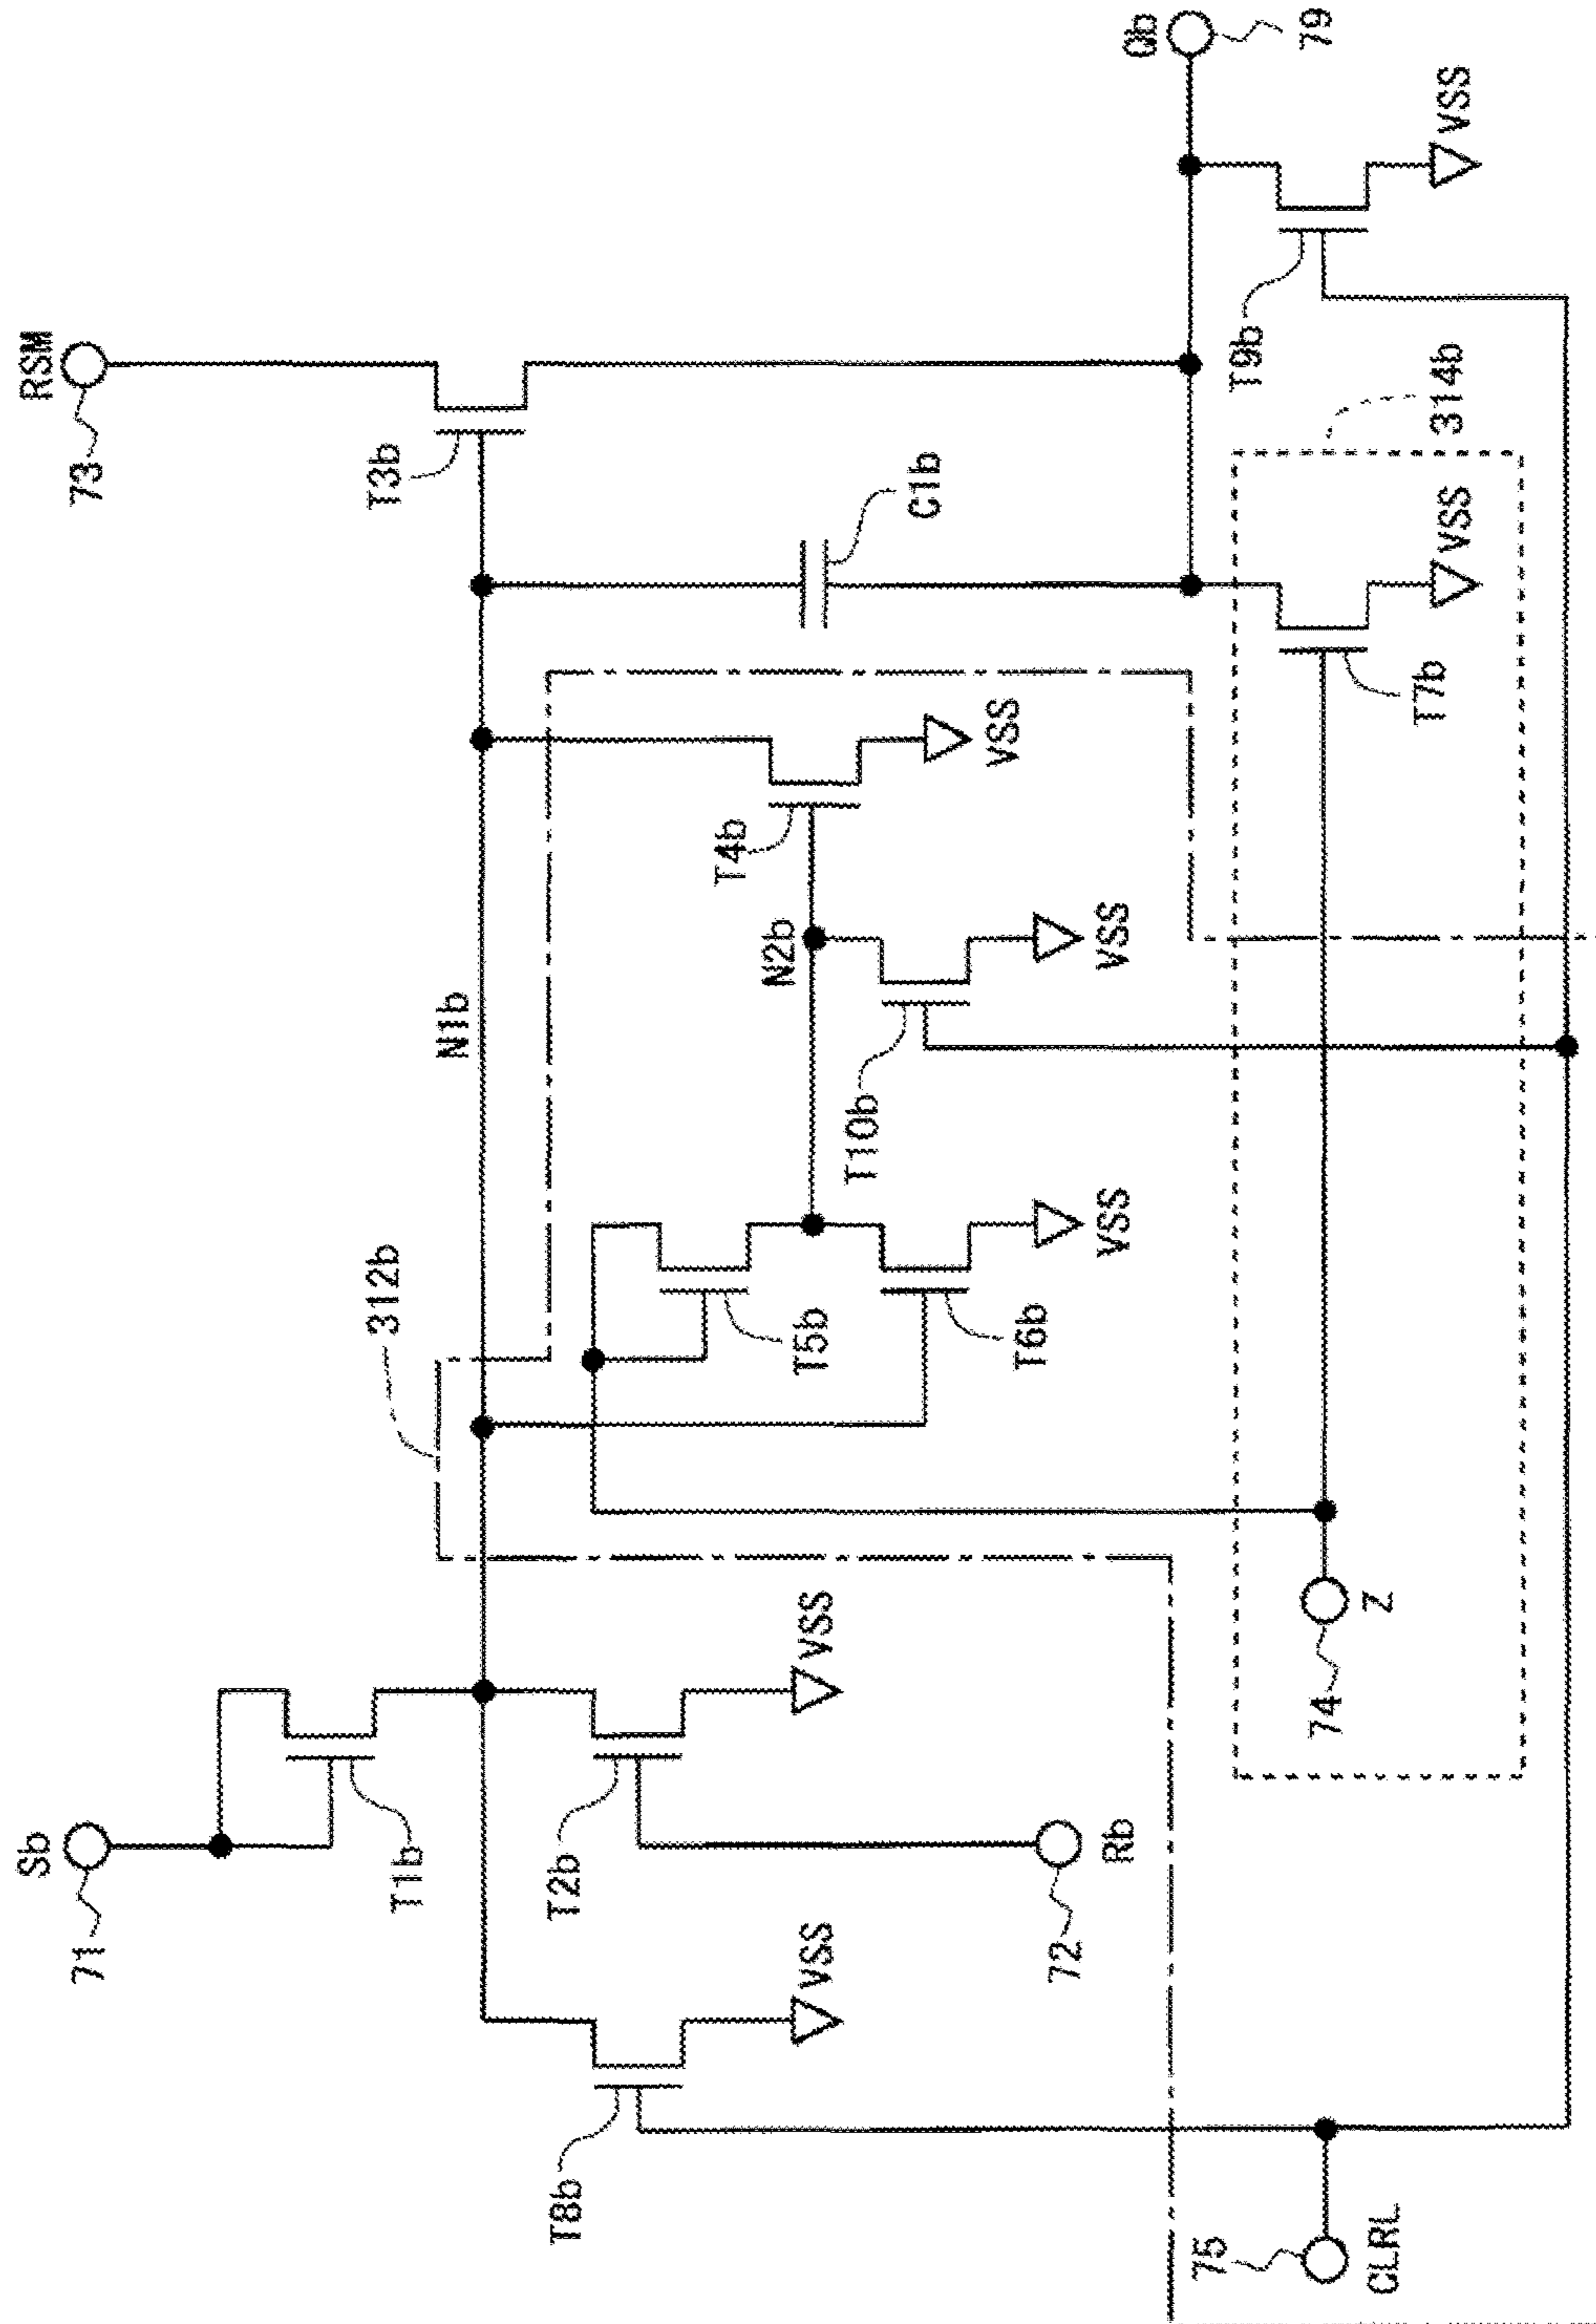 Sb
RSM
71
73
312b
T3b
T1b
N1b
T8b
T2b
T4b
N2b
VSS
VSS
T5b
T10b
C1b
VSS
T6b
72
Rb
VSS
VSS
Qb
75
T9b
74
79
CLRL
Z
T7b
314b
VSS
VSS